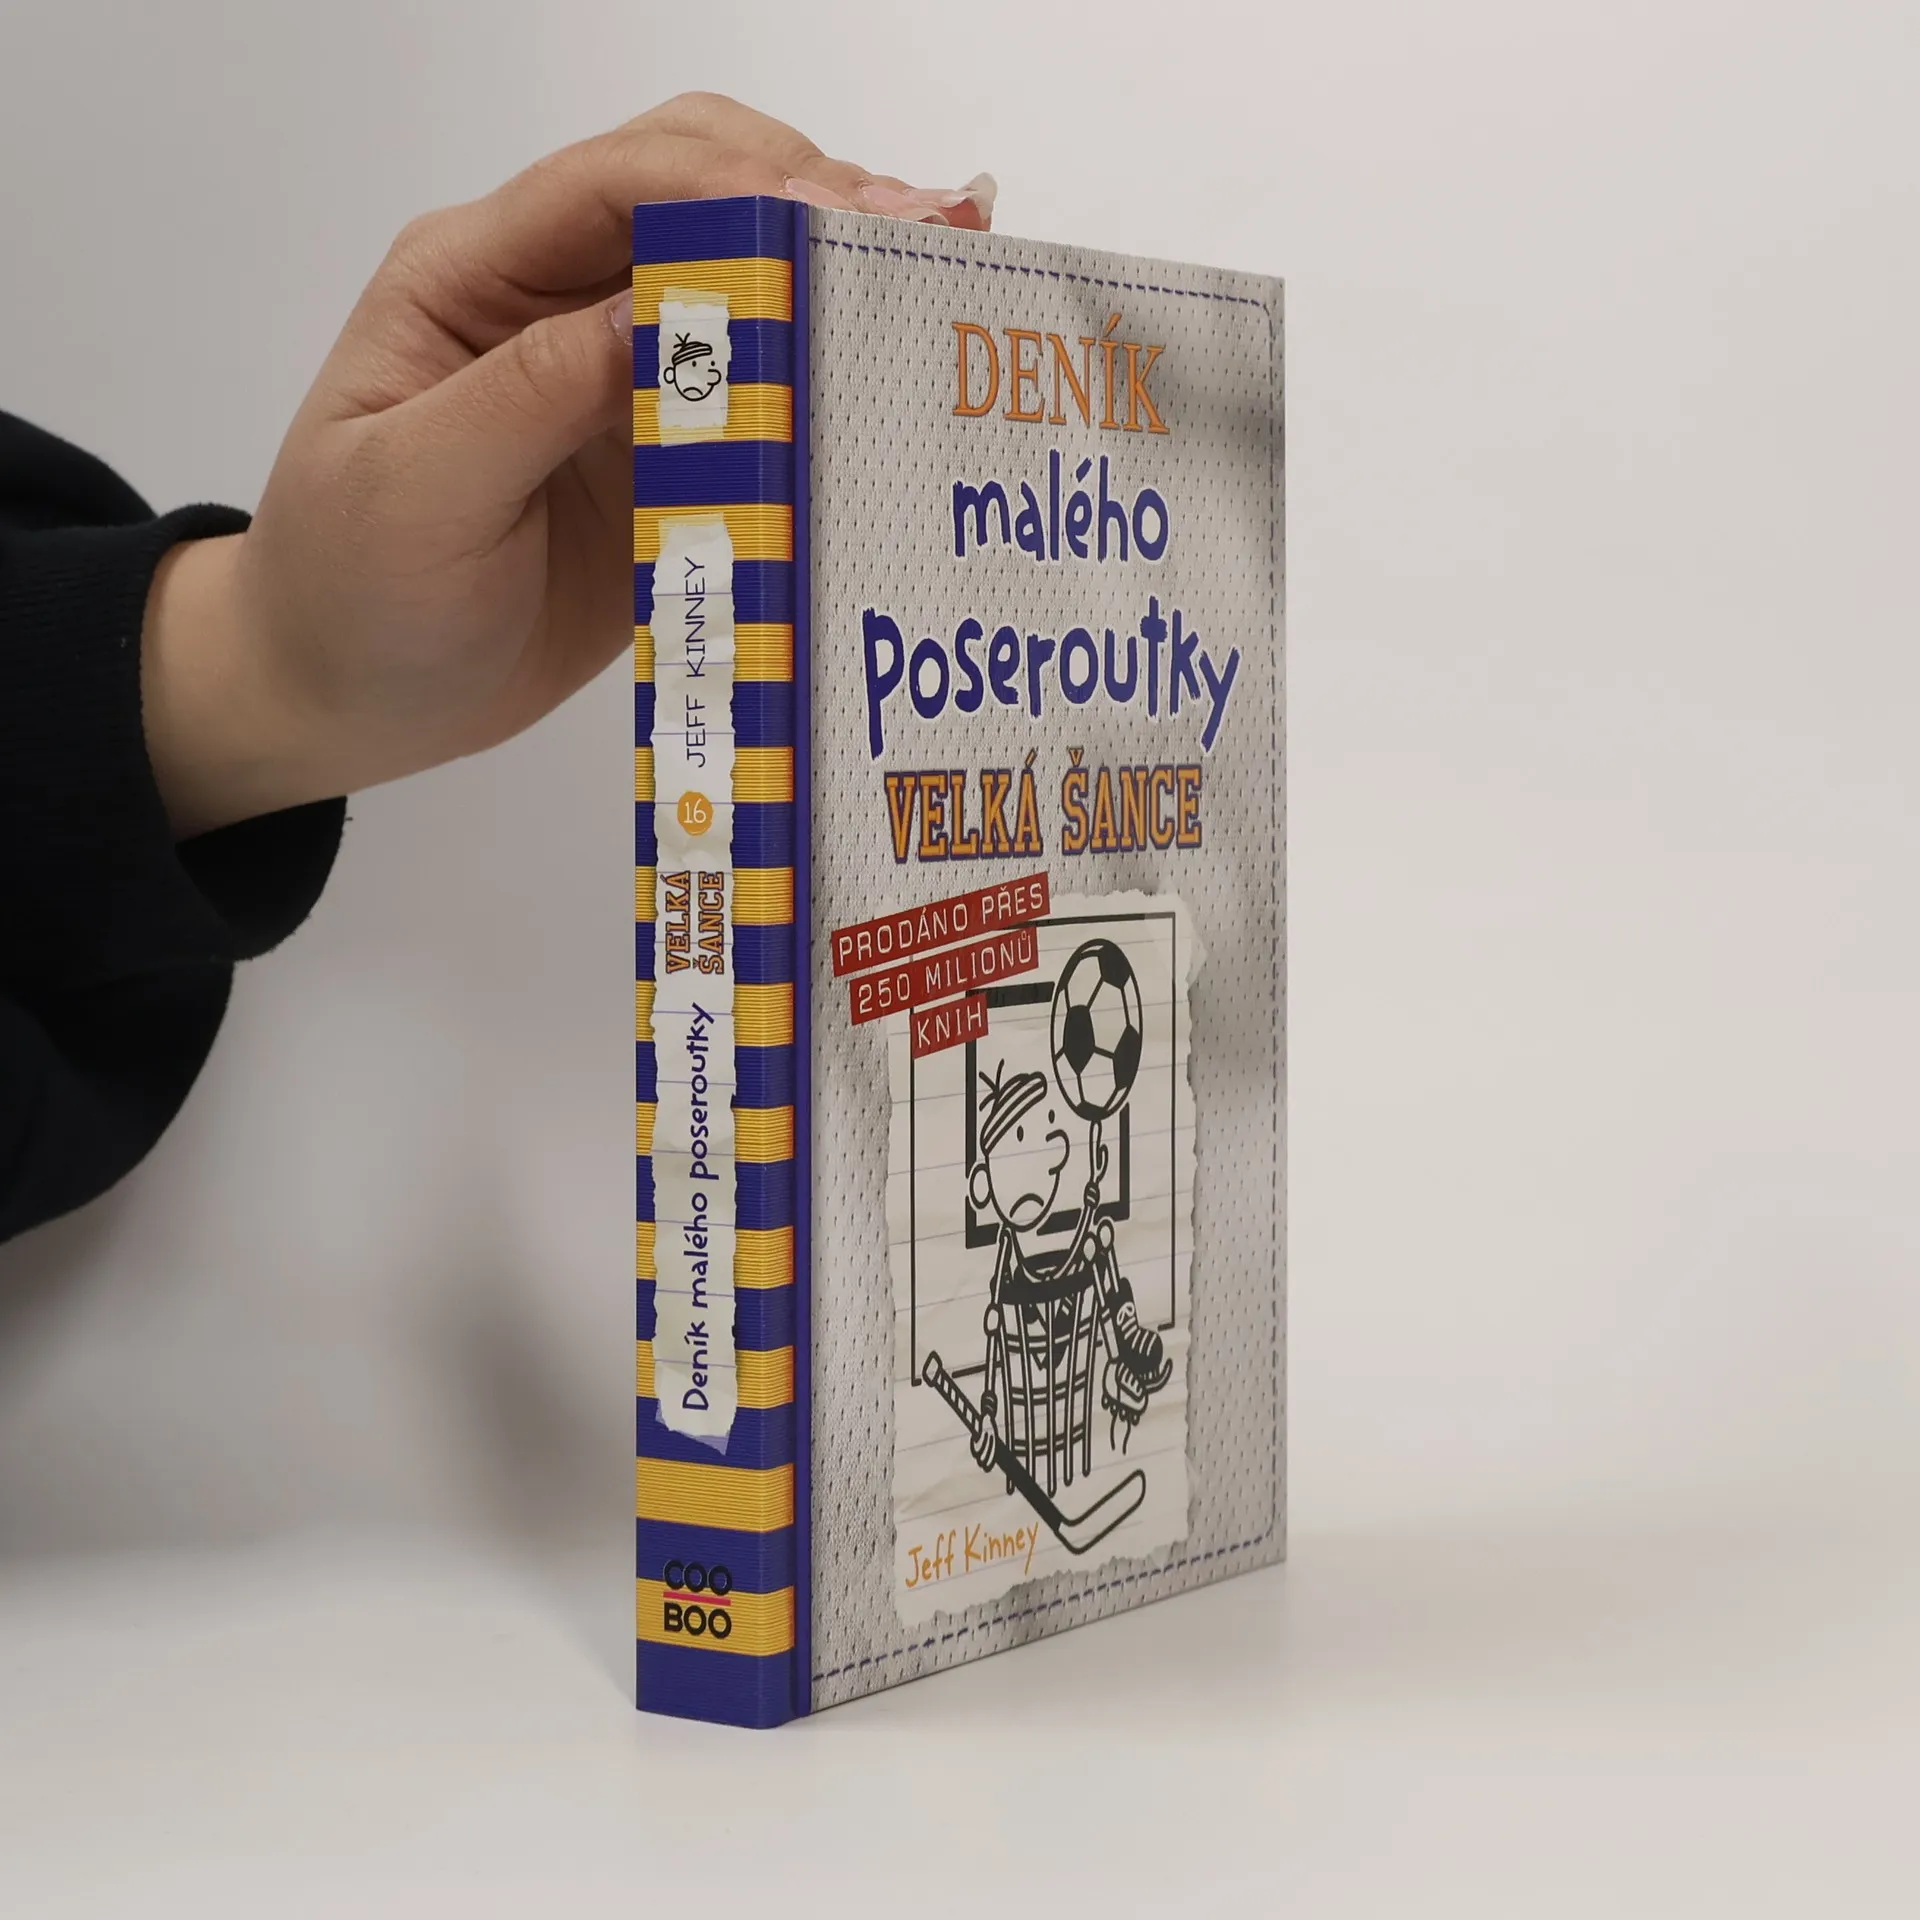 DENÍK
malého
poseroutky
VELKÁ ŠANCE
PRODÁNO PŘES
250 MILIONŮ
KNIH
Jeff Kinney
Deník malého poseroutky
VELKÁ
ŠANCE
16
JEFF KINNEY
COO
BOO